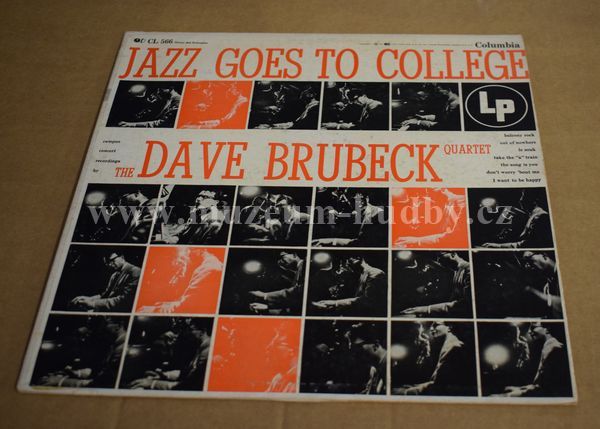 CL 566
Columbia
JAZZ GOES TO COLLEGE
Lp
campus
concert
recordings
by THE DAVE BRUBECK QUARTET
balcony rock
out of nowhere
le souk
take the "a" train
the song is you
don't worry 'bout me
I want to be happy
www.muzeum-hudby.cz